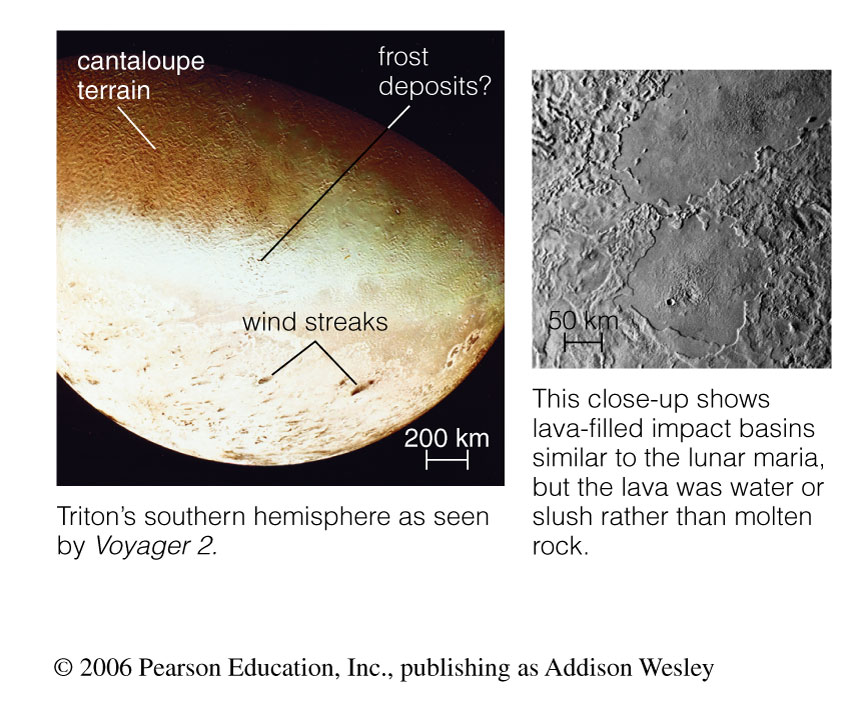 cantaloupe
terrain
frost
deposits?
wind streaks
200 km
Triton's southern hemisphere as seen
by Voyager 2.
50 km
This close-up shows
lava-filled impact basins
similar to the lunar maria,
but the lava was water or
slush rather than molten
rock.
© 2006 Pearson Education, Inc., publishing as Addison Wesley